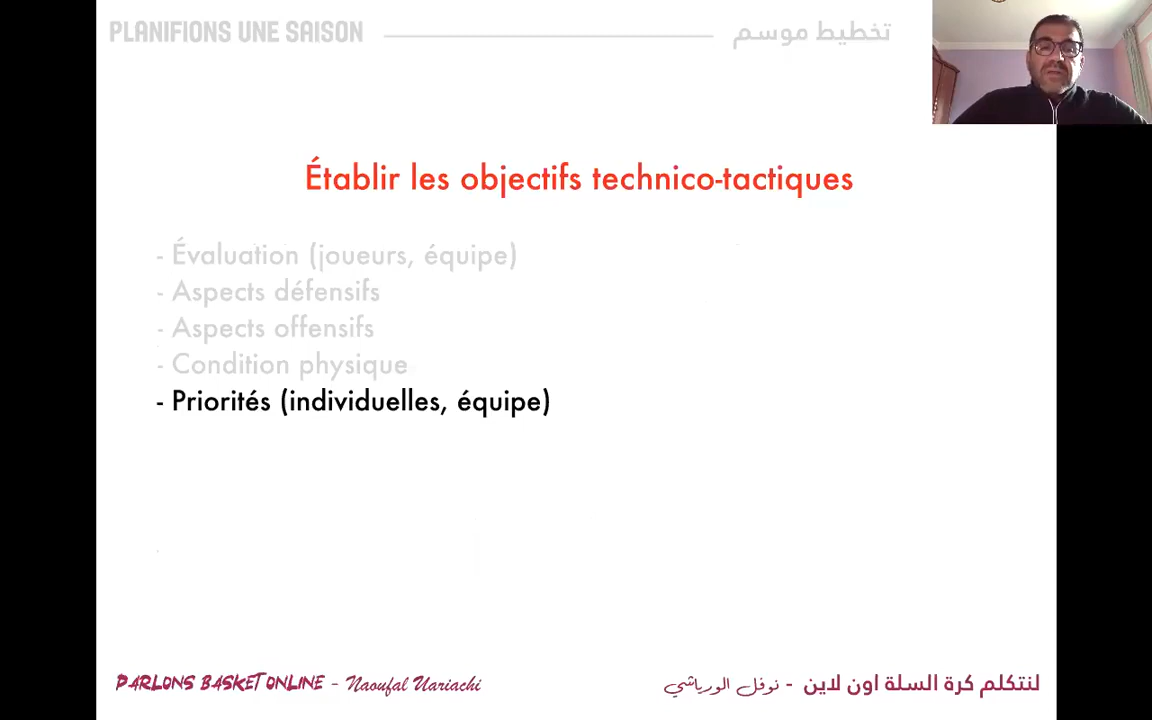 PLANIFIONS UNE SAISON
تخطيط موسم
Établir les objectifs technico-tactiques
- Évaluation (joueurs, équipe)
- Aspects défensifs
- Aspects offensifs
- Condition physique
- Priorités (individuelles, équipe)
PARLONS BASKET ONLINE - Naoufal Uariachi
لنتكلم كرة السلة اون لاين - نوفل الورياشي